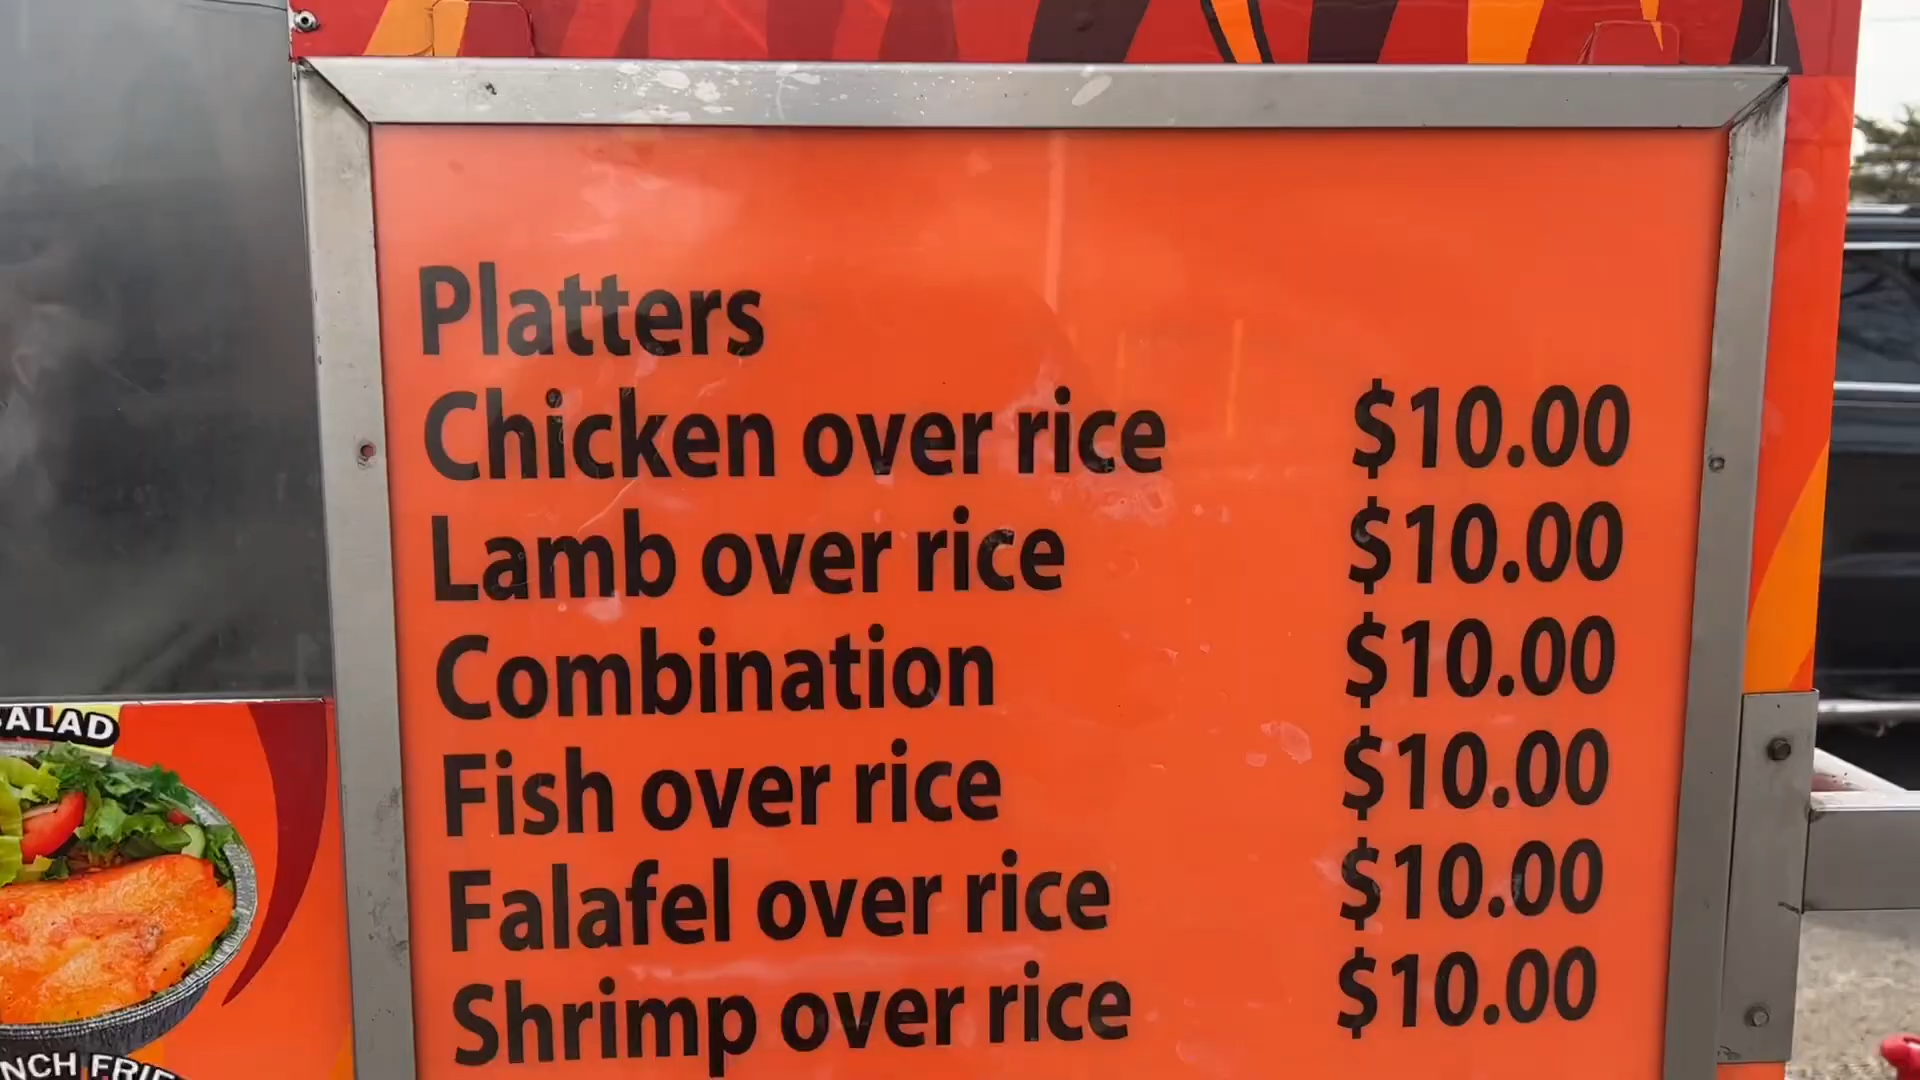 Platters
Chicken over rice $10.00
Lamb over rice $10.00
Combination $10.00
Fish over rice $10.00
Falafel over rice $10.00
Shrimp over rice $10.00